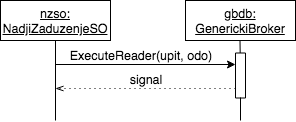 nzso:
NadjiZaduzenjeSO
gbdb:
GenerickiBroker
ExecuteReader(upit, odo)
signal